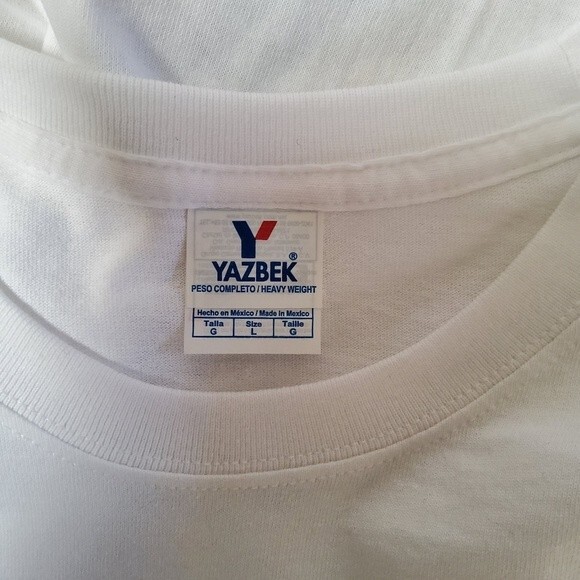 Y
YAZBEK®
PESO COMPLETO / HEAVY WEIGHT
Hecho en México / Made in Mexico
Talla Size Taille
G L G